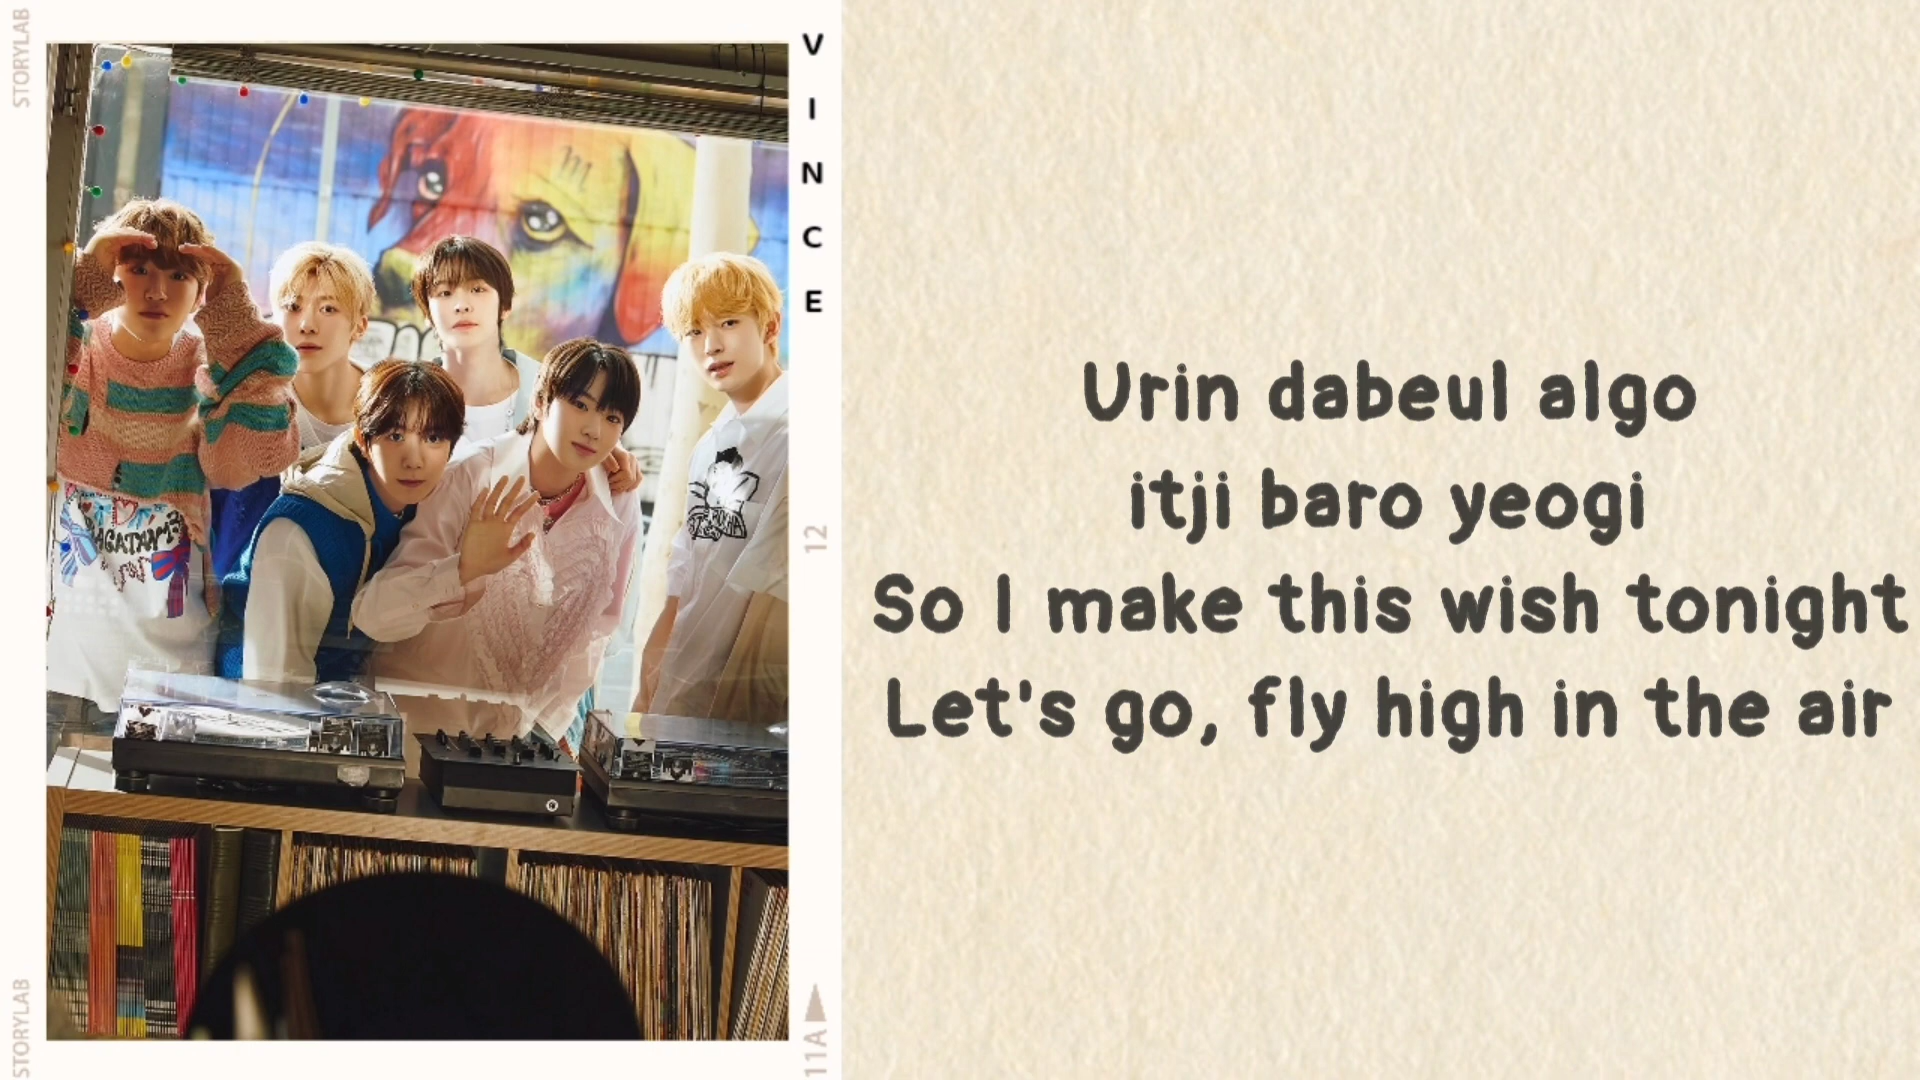 STORYLAB
VINCE
12
11A
STORYLAB
Urin dabeul algo
itji baro yeogi
So I make this wish tonight
Let's go, fly high in the air